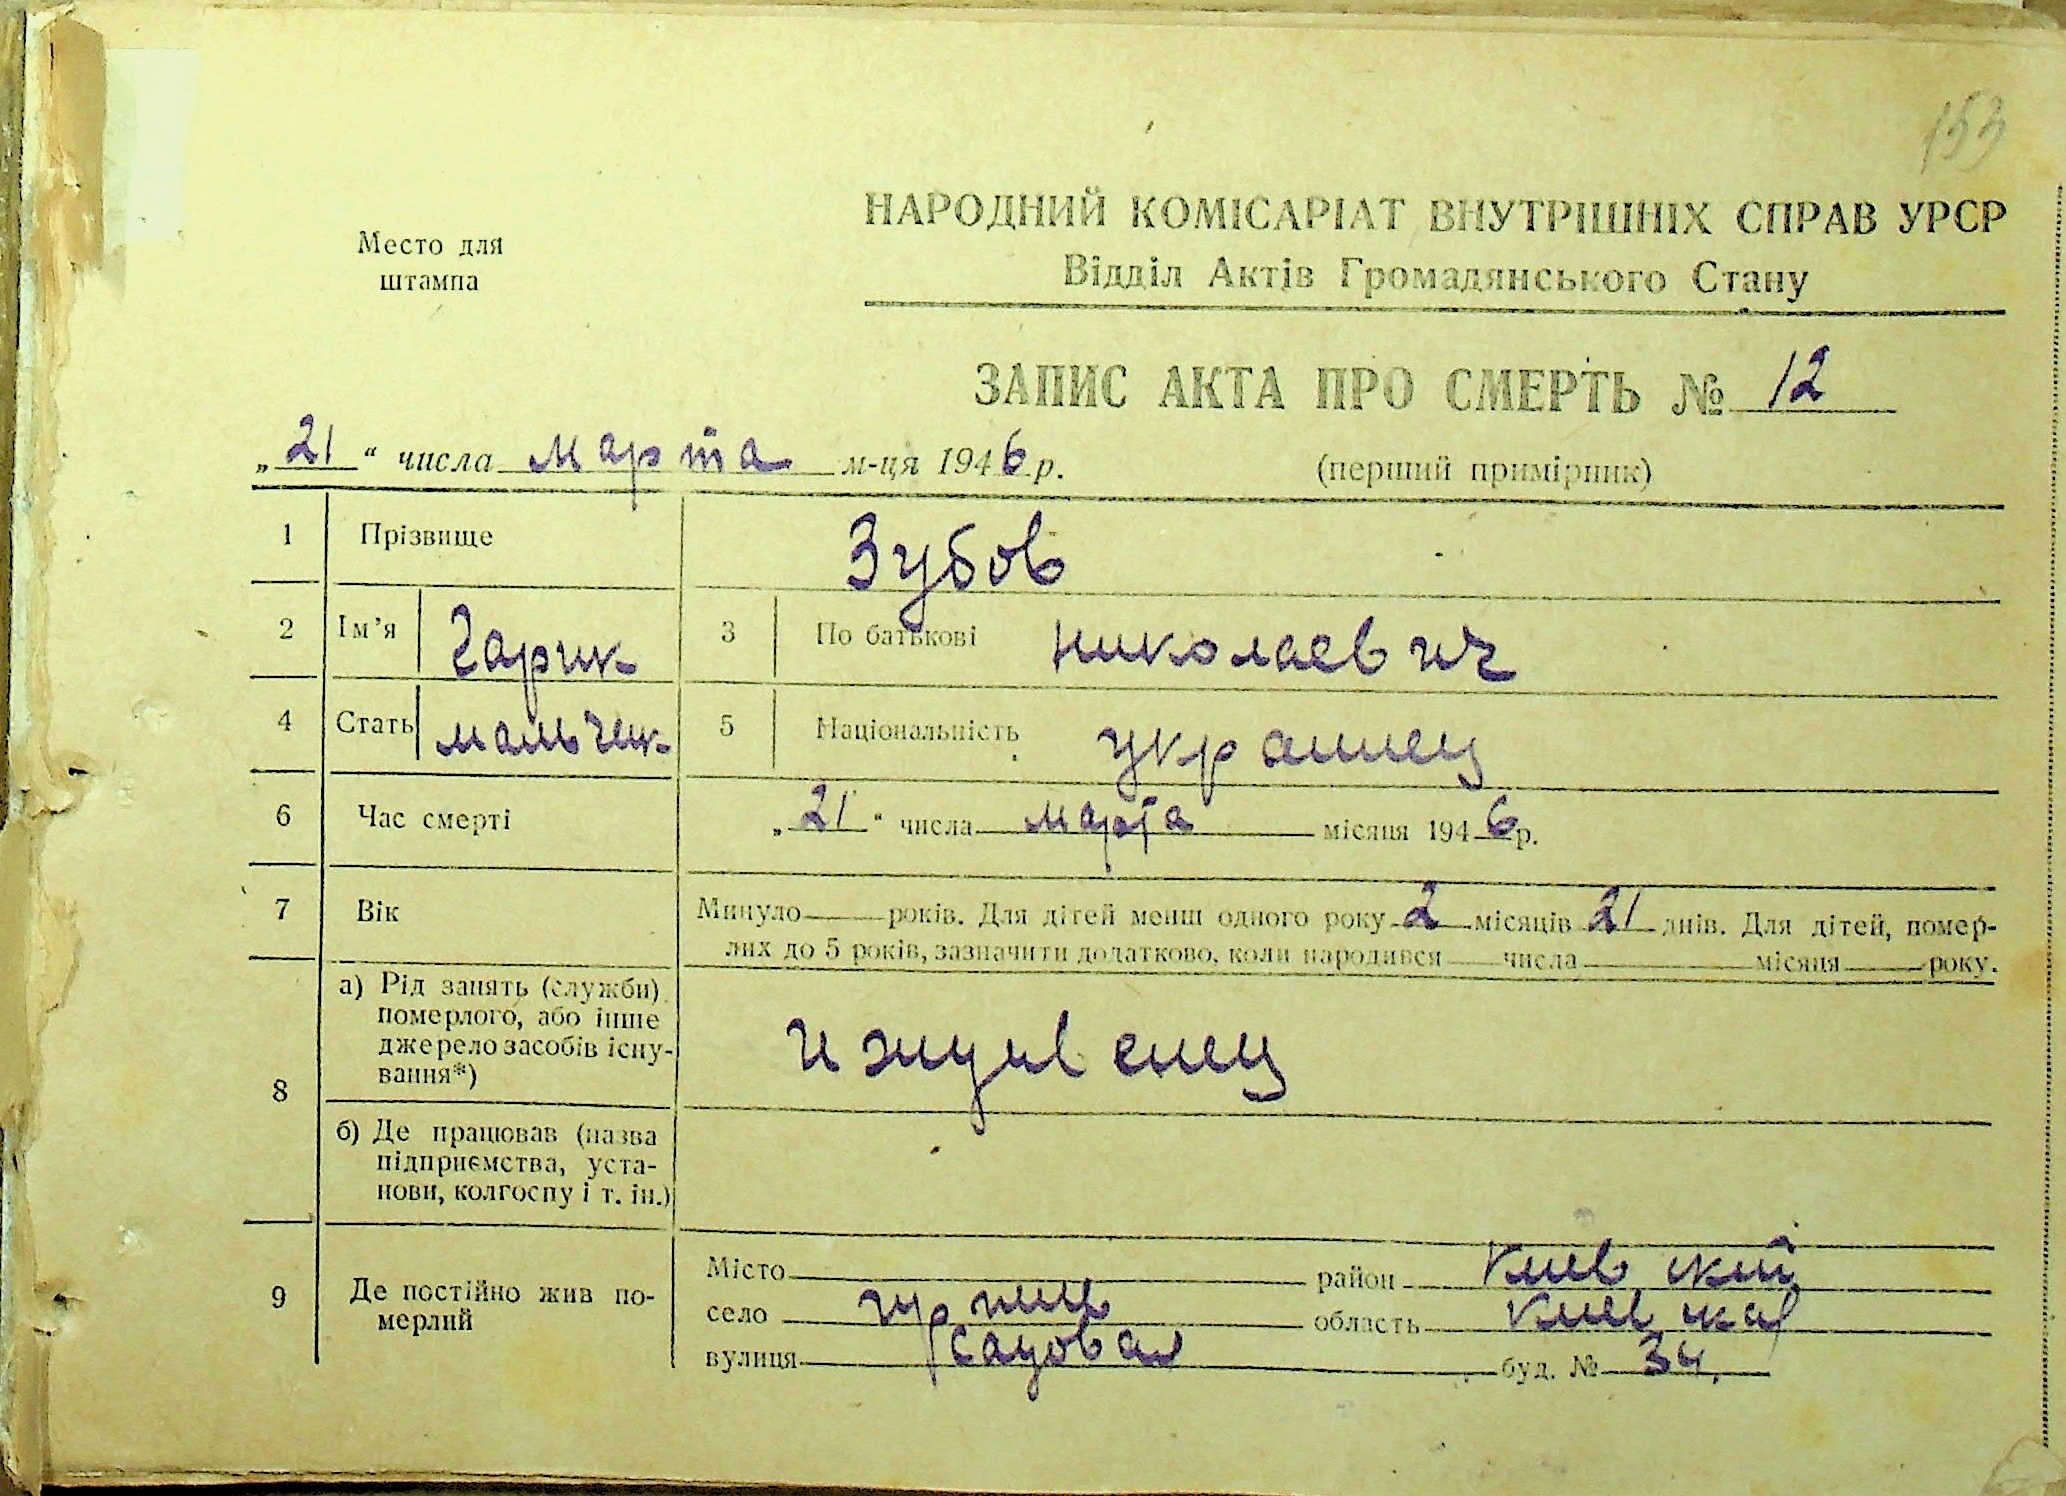 153
НАРОДНИЙ КОМІСАРІАТ ВНУТРІШНІХ СПРАВ УРСР
Место для
штампа
Відділ Актів Громадянського Стану
ЗАПИС АКТА ПРО СМЕРТЬ № 12
„21“ числа марта м-ця 1946 р.
(перший примірник)
1 Прізвище Зубов
2 Ім’я Гарик 3 По батькові Николаевич
4 Стать мальчик 5 Національність украинец
6 Час смерті „21“ числа марта місяця 1946 р.
7 Вік Минуло      років. Для дітей менш одного року 2 місяців 21 днів. Для дітей, помер-
лих до 5 років, зазначити додатково, коли народився      числа      місяця      року.
8 а) Рід занять (служби)
померлого, або інше
джерело засобів існу-
вання*)
иждивенец
б) Де працював (назва
підприємства, уста-
нови, колгоспу і т. ін.)
9 Де постійно жив по-
мерлий
Місто      район Киевский
село      область Киевская
вулиця Садовая буд. № 34